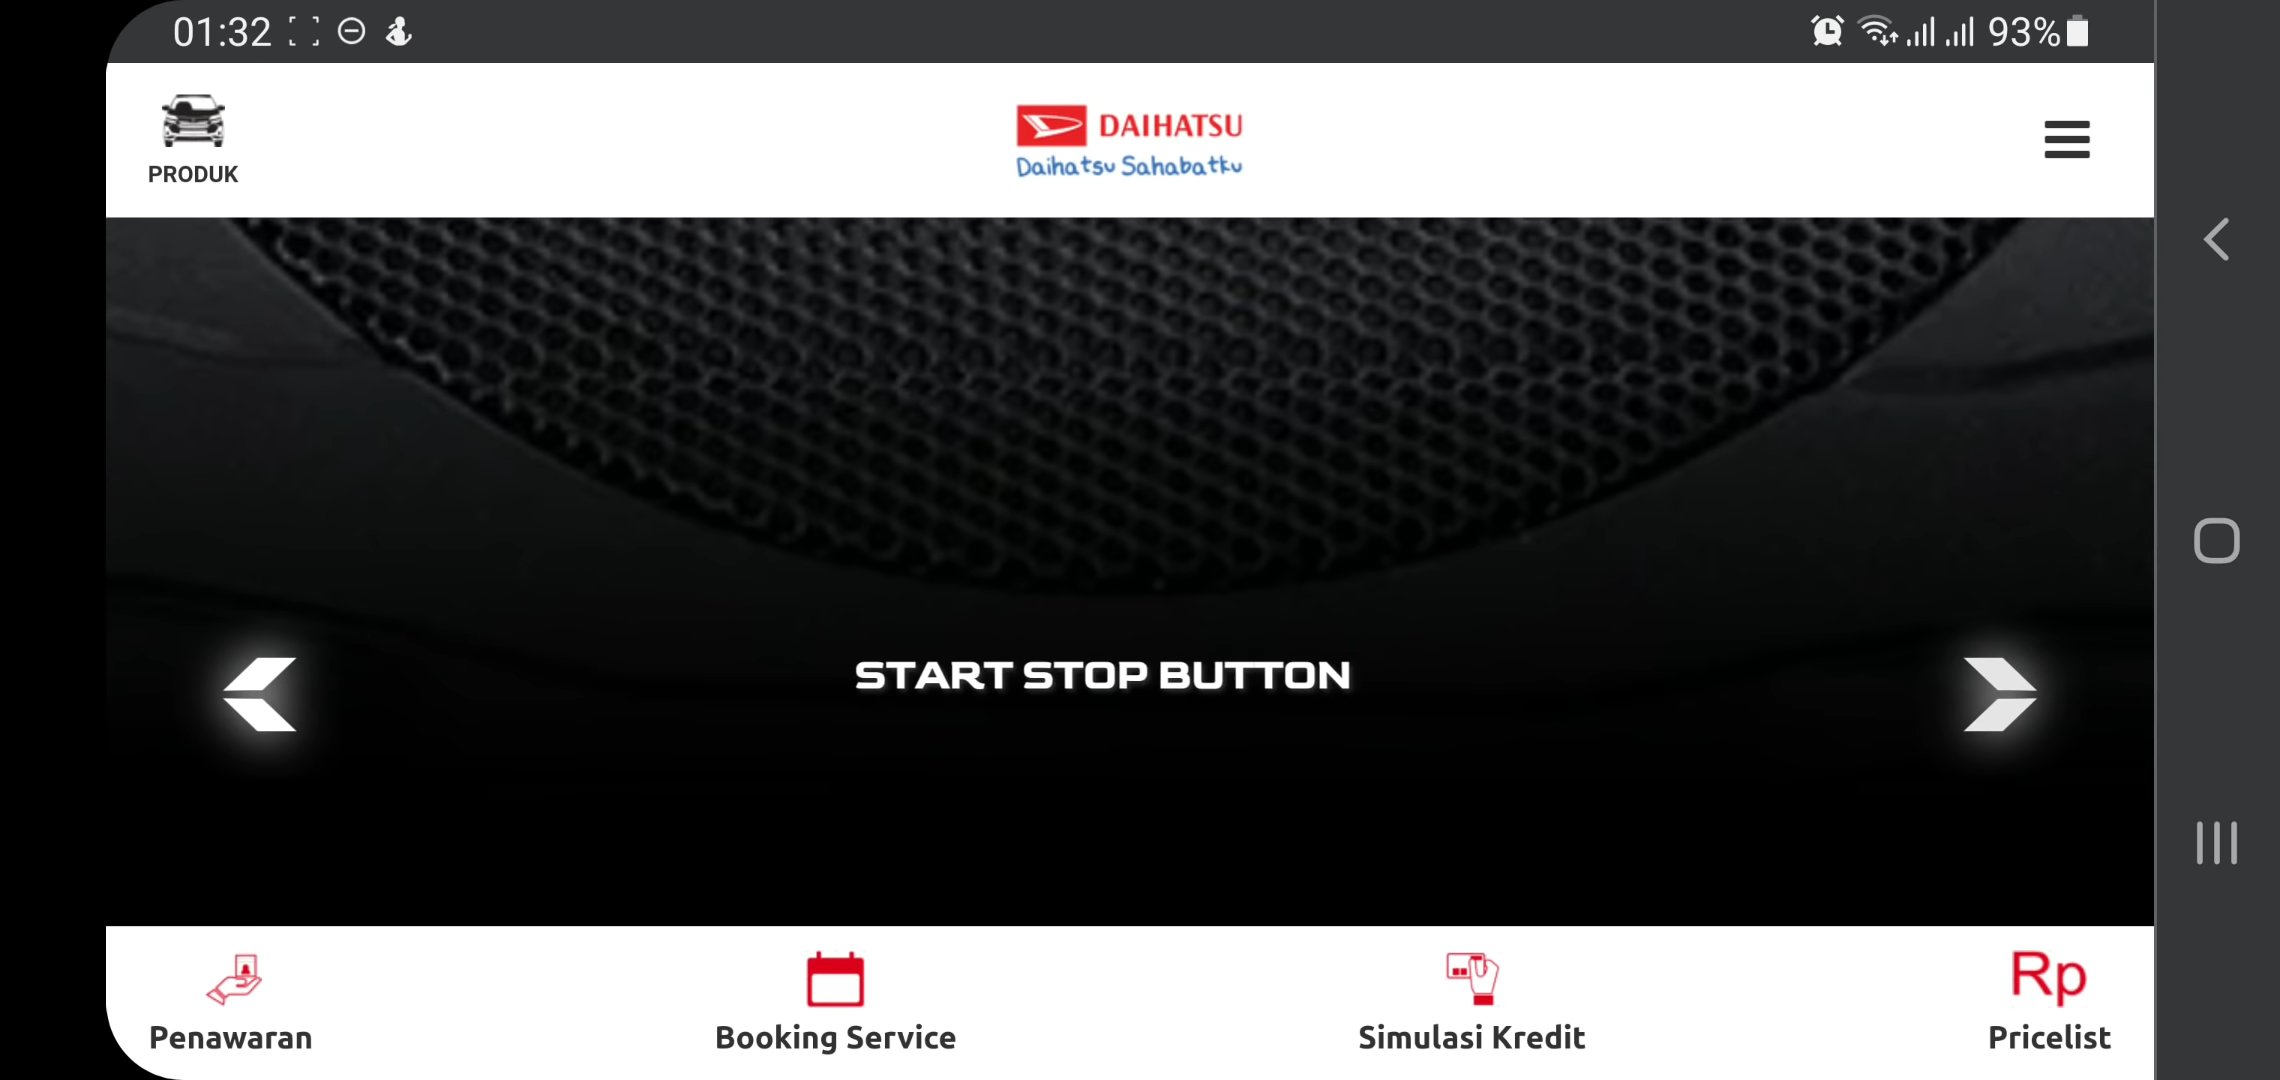 01:32
93%
PRODUK
DAIHATSU
Daihatsu Sahabatku
START STOP BUTTON
Rp
Penawaran
Booking Service
Simulasi Kredit
Pricelist